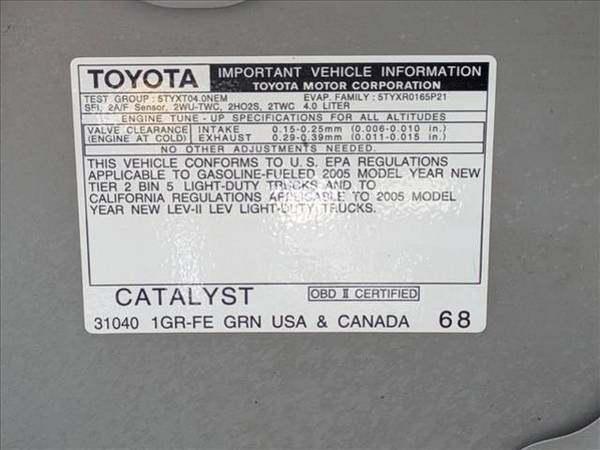 TOYOTA
IMPORTANT VEHICLE INFORMATION
TOYOTA MOTOR CORPORATION
TEST GROUP : 5TYXT04.0NEM EVAP. FAMILY : 5TYXR0165P21
SFI, 2A/F Sensor, 2WU-TWC, 2HO2S, 2TWC 4.0 LITER
ENGINE TUNE - UP SPECIFICATIONS FOR ALL ALTITUDES
VALVE CLEARANCE INTAKE 0.15-0.25mm (0.006-0.010 in.)
(ENGINE AT COLD) EXHAUST 0.29-0.39mm (0.011-0.015 in.)
NO OTHER ADJUSTMENTS NEEDED.
THIS VEHICLE CONFORMS TO U.S. EPA REGULATIONS
APPLICABLE TO GASOLINE-FUELED 2005 MODEL YEAR NEW
TIER 2 BIN 5 LIGHT-DUTY TRUCKS AND TO
CALIFORNIA REGULATIONS APPLICABLE TO 2005 MODEL
YEAR NEW LEV-II LEV LIGHT-DUTY TRUCKS.
CATALYST OBD II CERTIFIED
31040 1GR-FE GRN USA & CANADA 68